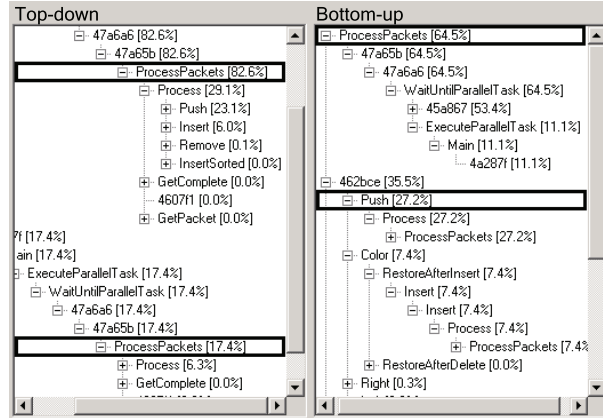 Top-down
47a6a6 [82.6%]
47a65b [82.6%]
ProcessPackets [82.6%]
Process [29.1%]
Push [23.1%]
Insert [6.0%]
Remove [0.1%]
InsertSorted [0.0%]
GetComplete [0.0%]
4607f1 [0.0%]
GetPacket [0.0%]
7f [17.4%]
ain [17.4%]
ExecuteParallelTask [17.4%]
WaitUntilParallelTask [17.4%]
47a6a6 [17.4%]
47a65b [17.4%]
ProcessPackets [17.4%]
Process [6.3%]
GetComplete [0.0%]
Bottom-up
ProcessPackets [64.5%]
47a65b [64.5%]
47a6a6 [64.5%]
WaitUntilParallelTask [64.5%]
45a867 [53.4%]
ExecuteParallelTask [11.1%]
Main [11.1%]
4a287f [11.1%]
462bce [35.5%]
Push [27.2%]
Process [27.2%]
ProcessPackets [27.2%]
Color [7.4%]
RestoreAfterInsert [7.4%]
Insert [7.4%]
Insert [7.4%]
Process [7.4%]
ProcessPackets [7.4%
RestoreAfterDelete [0.0%]
Right [0.3%]